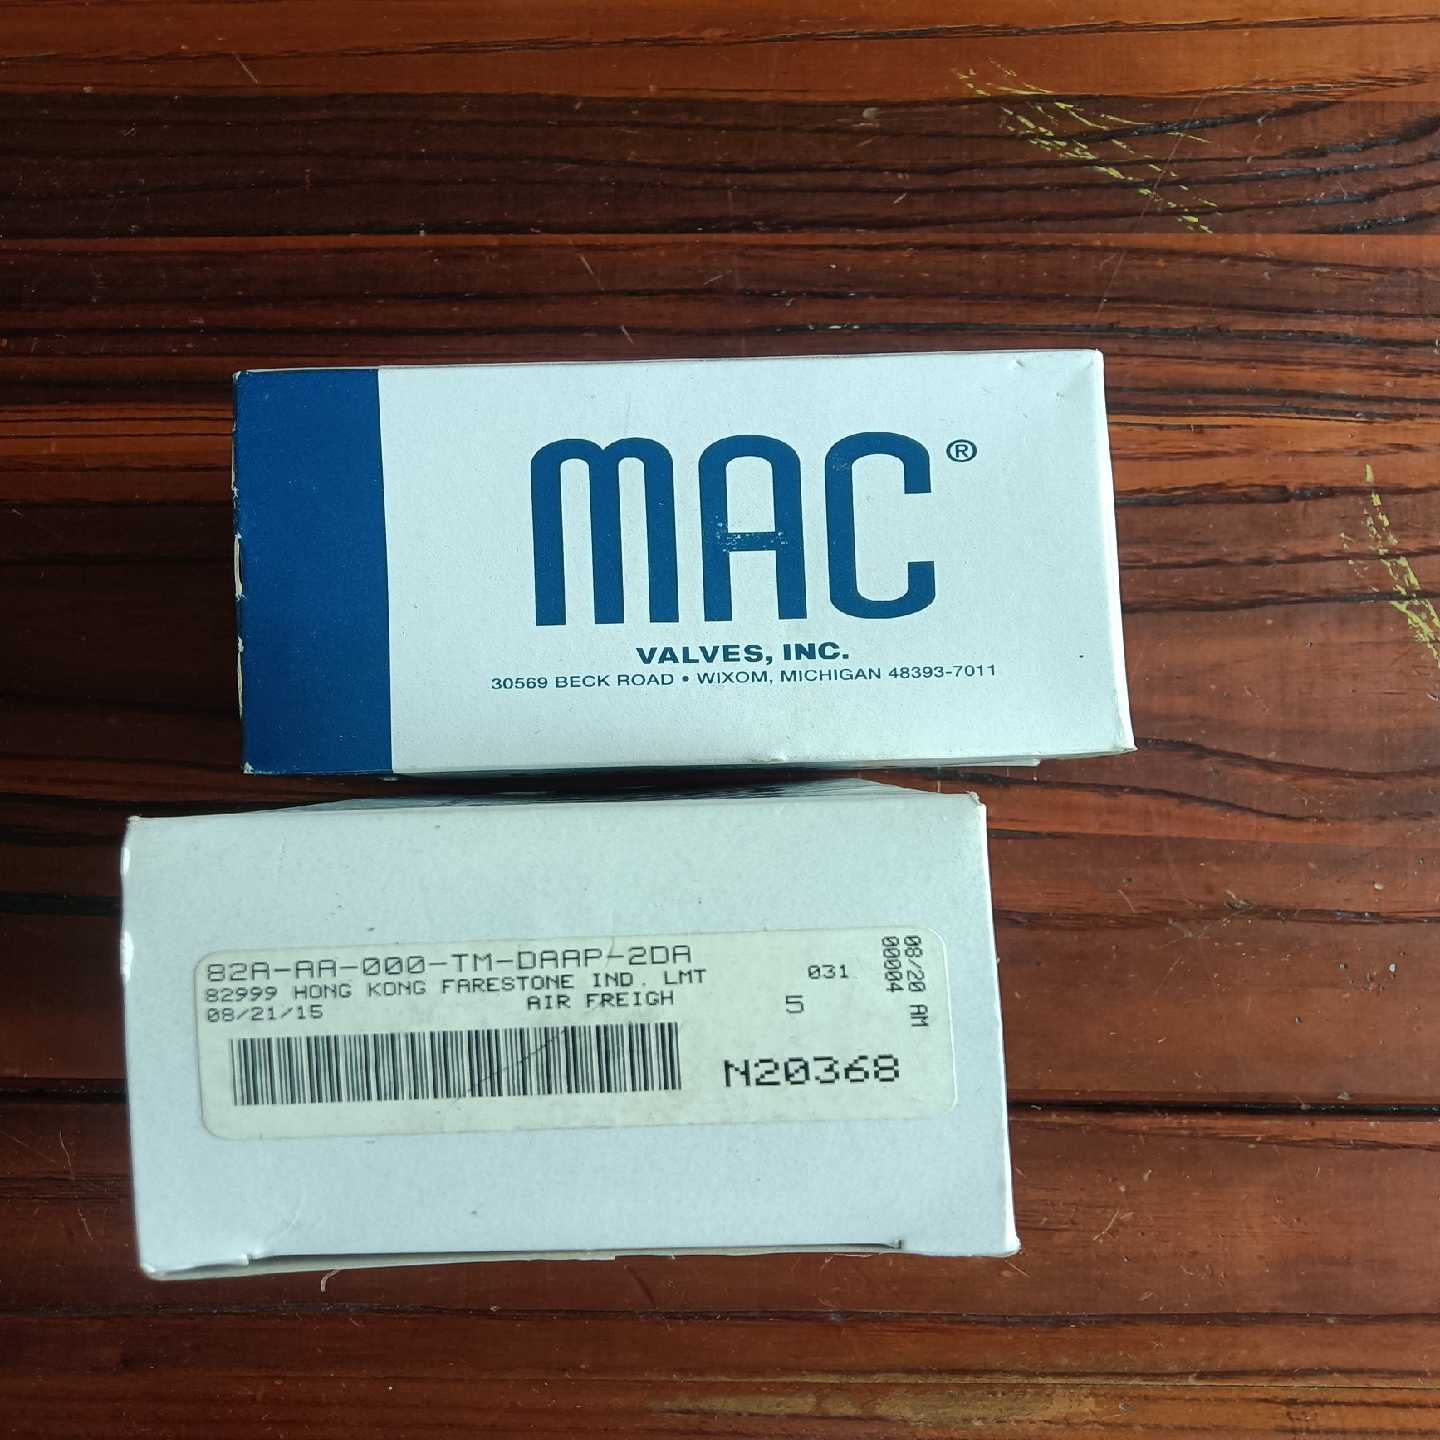 MAC®
VALVES, INC.
30569 BECK ROAD • WIXOM, MICHIGAN 48393-7011
82A-AA-000-TM-DAAP-2DA
82999 HONG KONG FARESTONE IND. LMT 031
08/21/15 AIR FREIGH 5
N20368
08/20 AM
00004